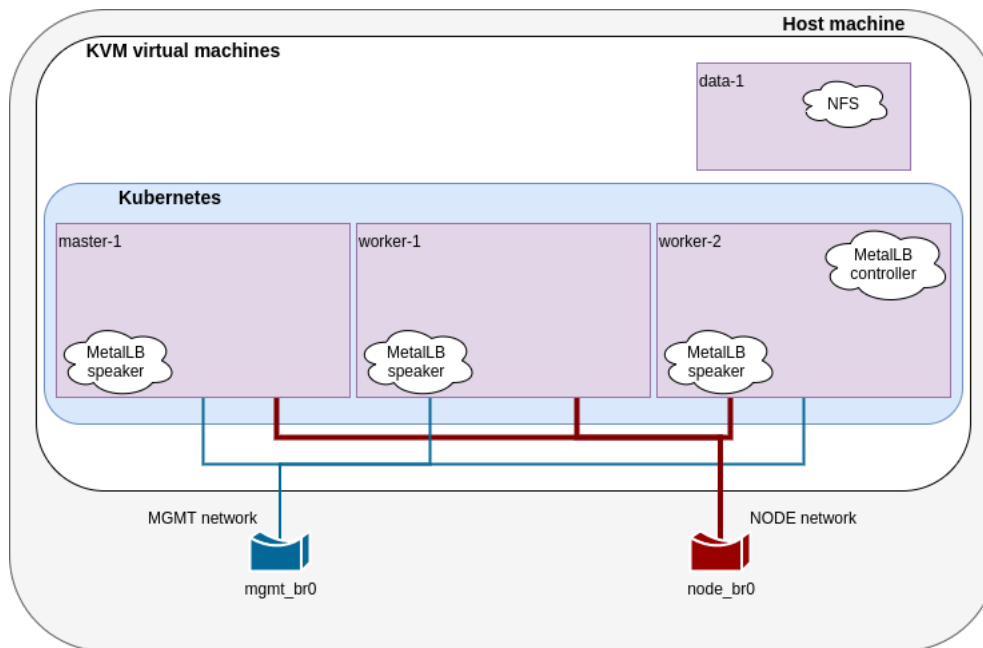 Host machine
KVM virtual machines
data-1
NFS
Kubernetes
master-1
worker-1
worker-2
MetalLB
controller
MetalLB
speaker
MetalLB
speaker
MetalLB
speaker
MGMT network
NODE network
mgmt_br0
node_br0